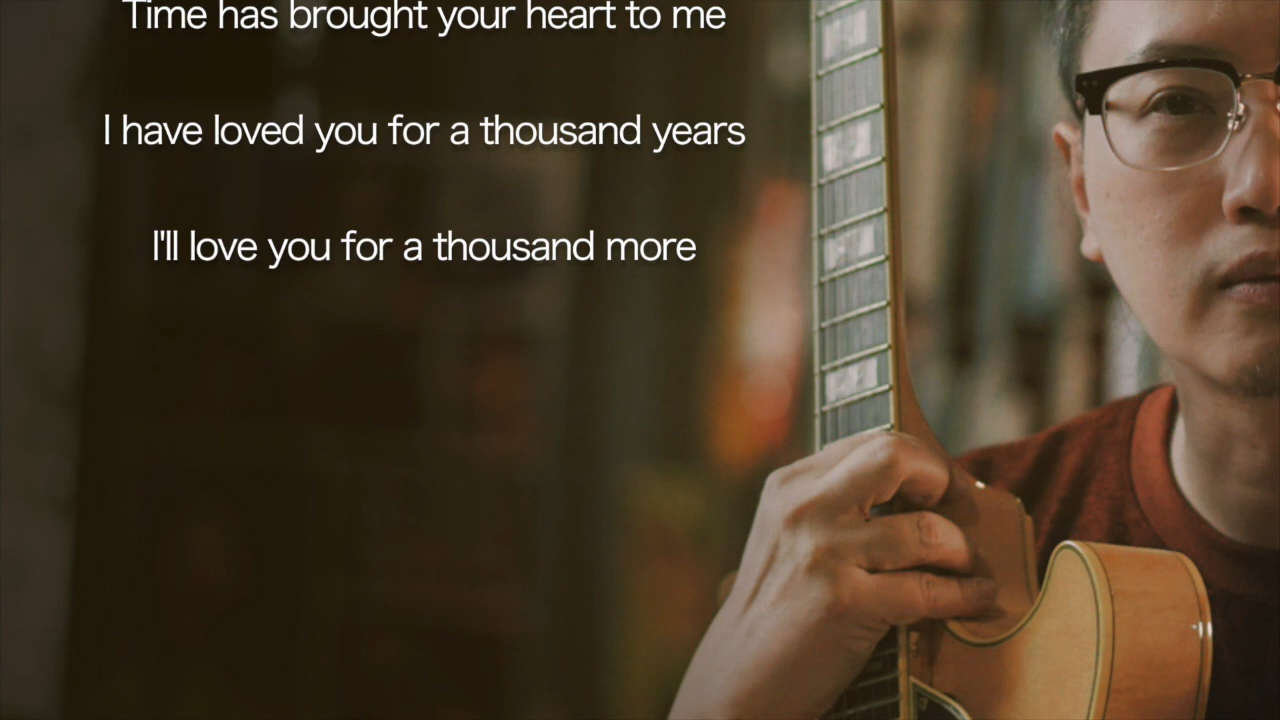 Time has brought your heart to me
I have loved you for a thousand years
I'll love you for a thousand more